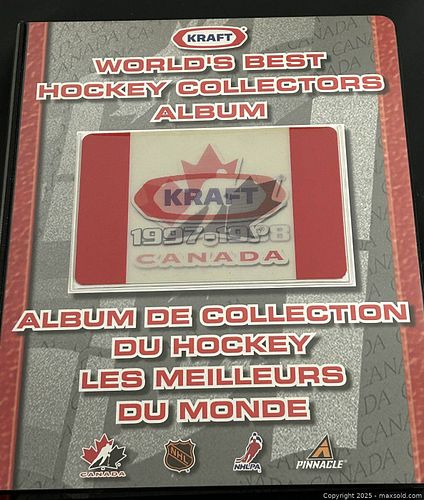 KRAFT
WORLD'S BEST
HOCKEY COLLECTORS
ALBUM
KRAFT
1997-1998
CANADA
ALBUM DE COLLECTION
DU HOCKEY
LES MEILLEURS
DU MONDE
CANADA
NHL
NHLPA
PINNACLE
Copyright 2025 - maxsold.com